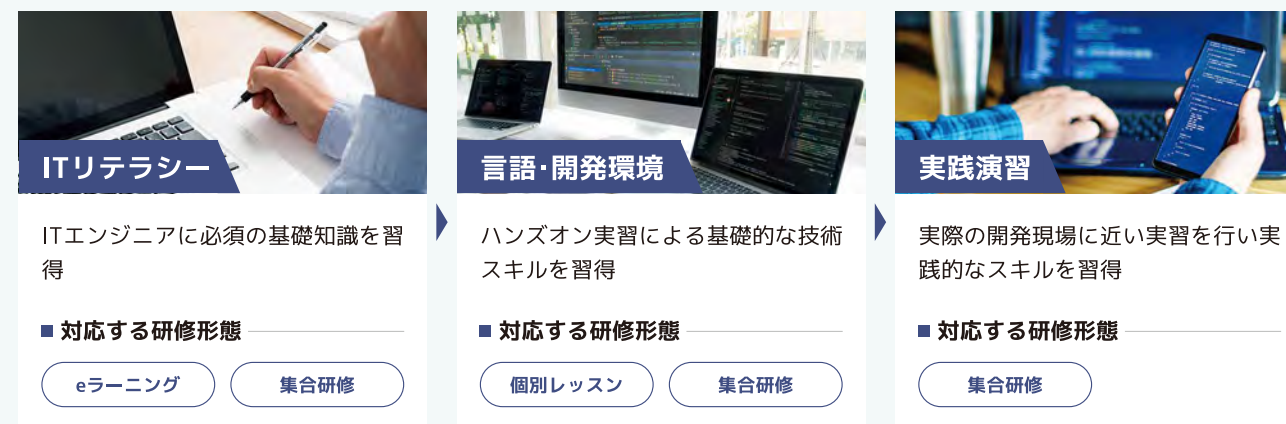 ITリテラシー
ITエンジニアに必須の基礎知識を習
得
対応する研修形態
eラーニング
集合研修
言語・開発環境
ハンズオン実習による基礎的な技術
スキルを習得
対応する研修形態
個別レッスン
集合研修
実践演習
実際の開発現場に近い実習を行い実
践的なスキルを習得
対応する研修形態
集合研修